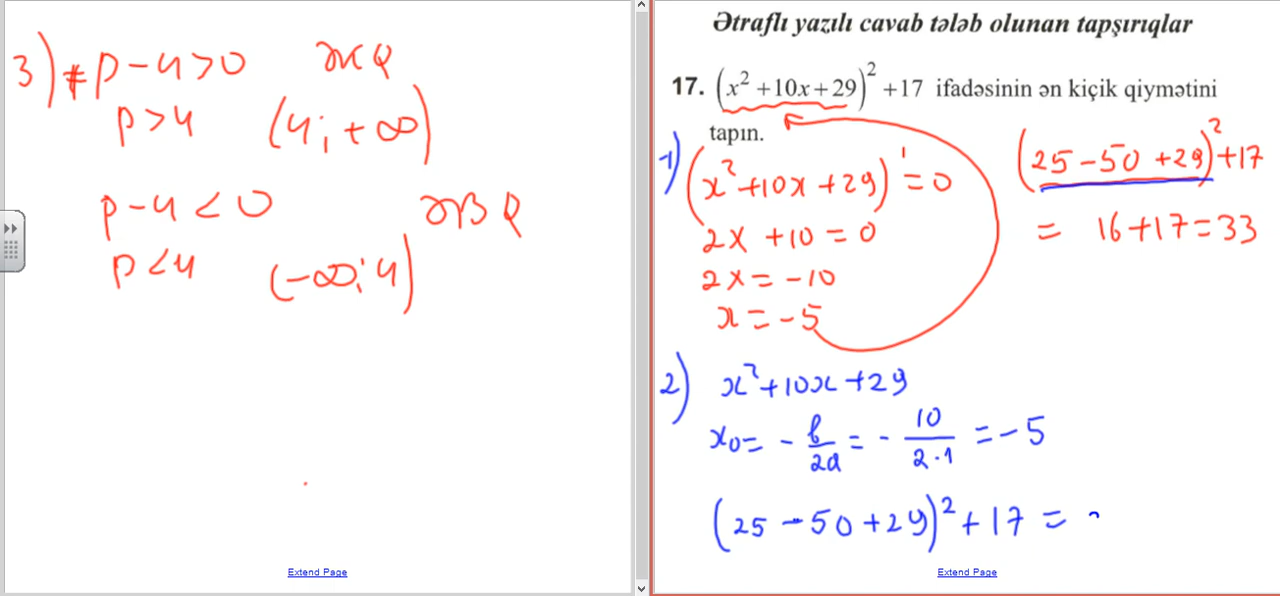 3) p-4>0 ƏKQ
p>4 (4;+∞)
p-4<0 ƏBQ
p<4 (-∞;4)
Extend Page
Ətraflı yazılı cavab tələb olunan tapşırıqlar
17. (x²+10x+29)²+17 ifadəsinin ən kiçik qiymətini
tapın.
1) (x²+10x+29)'=0
2x+10=0
2x=-10
x=-5
(25-50+29)²+17
=16+17=33
2) x²+10x+29
x₀=-b/2a=-10/2·1=-5
(25-50+29)²+17=
Extend Page